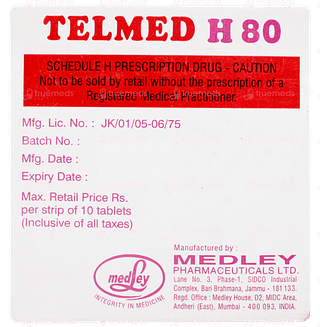 TELMED H 80
SCHEDULE H PRESCRIPTION DRUG - CAUTION
Not to be sold by retail without the prescription of a
Registered Medical Practitioner.
Mfg. Lic. No. : JK/01/05-06/75
Batch No. :
Mfg. Date :
Expiry Date :
Max. Retail Price Rs.
per strip of 10 tablets
(Inclusive of all taxes)
medley
INTEGRITY IN MEDICINE
Manufactured by :
MEDLEY
PHARMACEUTICALS LTD.
Lane No. 3, Phase-1, SIDCO Industrial
Complex, Bari Brahmana, Jammu - 181 133.
Regd. Office : Medley House, D2, MIDC Area,
Andheri (East), Mumbai - 400 093, INDIA.